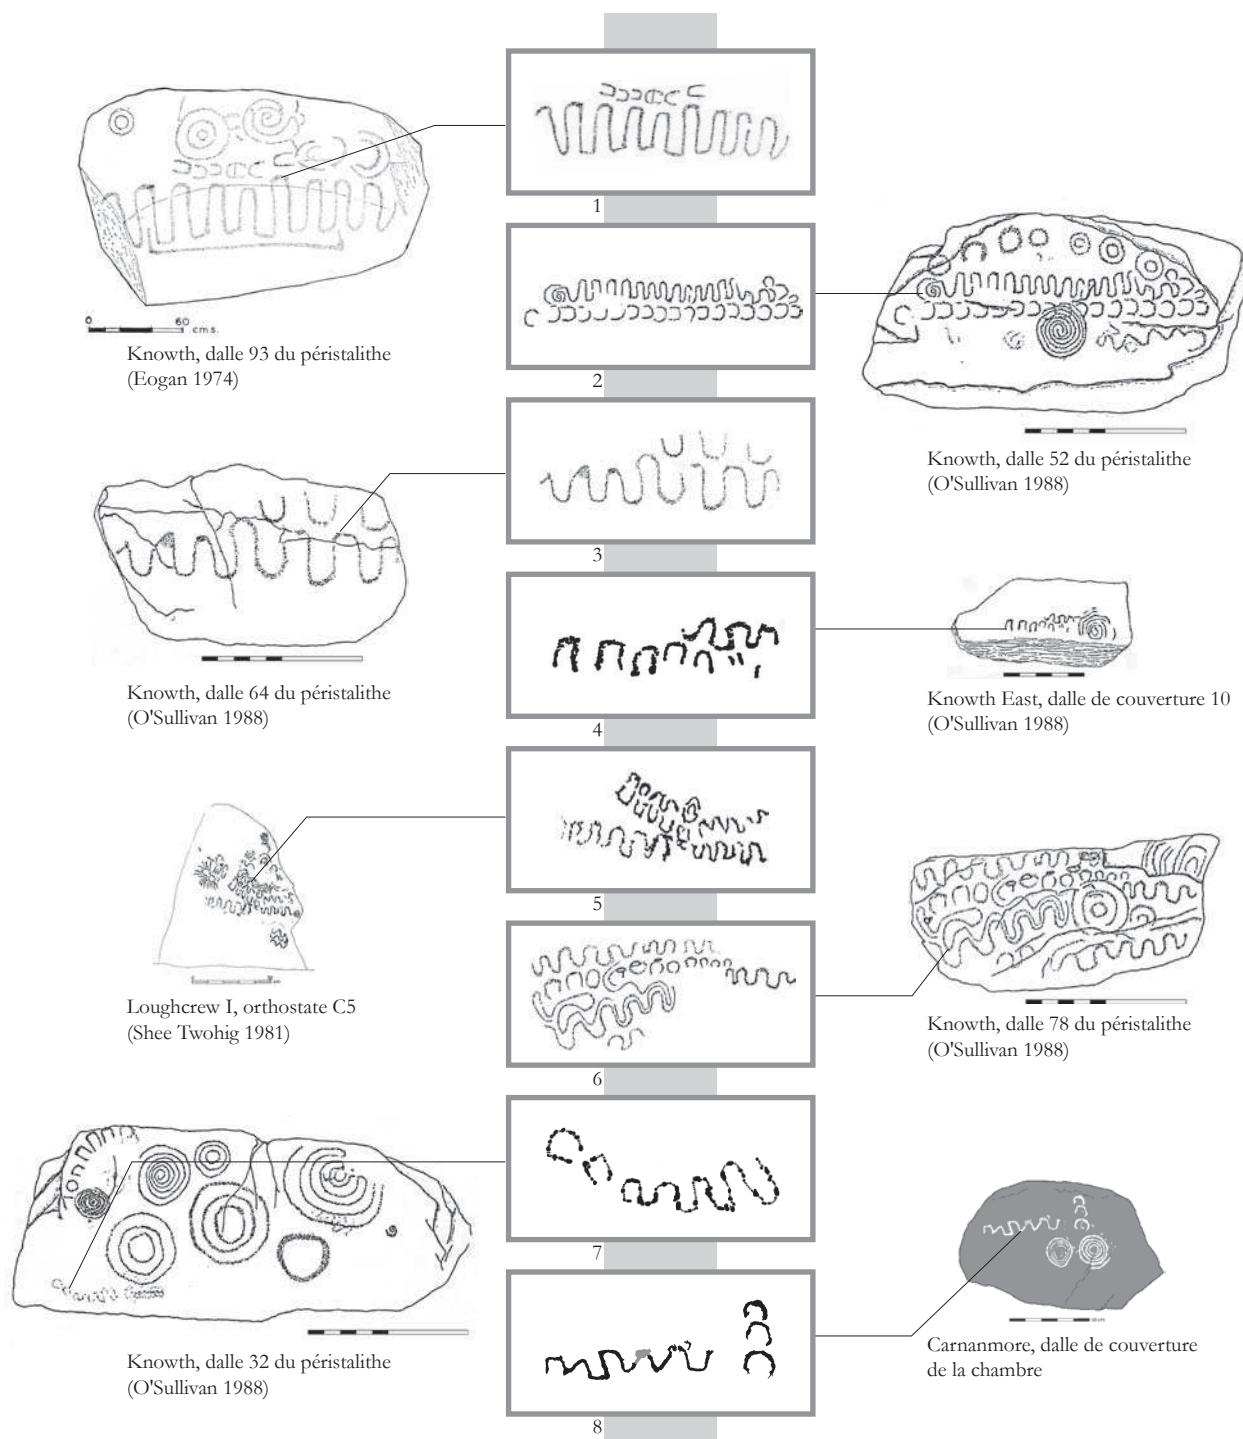 1
0 60
cms.
Knowth, dalle 93 du péristalithe
(Eogan 1974)
2
Knowth, dalle 52 du péristalithe
(O'Sullivan 1988)
3
Knowth, dalle 64 du péristalithe
(O'Sullivan 1988)
4
Knowth East, dalle de couverture 10
(O'Sullivan 1988)
5
Loughcrew I, orthostate C5
(Shee Twohig 1981)
6
Knowth, dalle 78 du péristalithe
(O'Sullivan 1988)
7
Knowth, dalle 32 du péristalithe
(O'Sullivan 1988)
8
Carnanmore, dalle de couverture
de la chambre